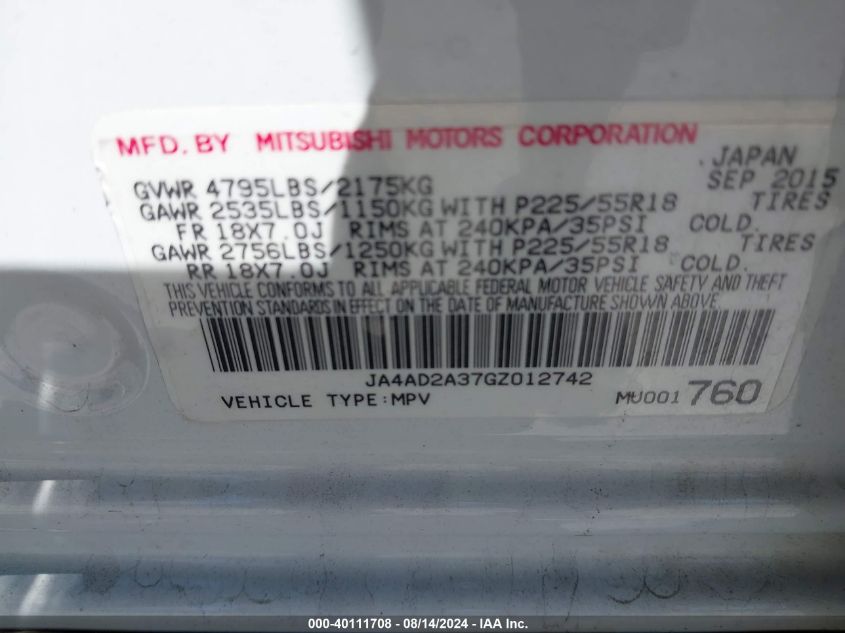 MFD. BY MITSUBISHI MOTORS CORPORATION
JAPAN
GVWR 4795LBS/2175KG SEP 2015
GAWR 2535LBS/1150KG WITH P225/55R18 TIRES
FR 18X7.0J RIMS AT 240KPA/35PSI COLD.
GAWR 2756LBS/1250KG WITH P225/55R18 TIRES
RR 18X7.0J RIMS AT 240KPA/35PSI COLD.
THIS VEHICLE CONFORMS TO ALL APPLICABLE FEDERAL MOTOR VEHICLE SAFETY AND THEFT
PREVENTION STANDARDS IN EFFECT ON THE DATE OF MANUFACTURE SHOWN ABOVE.
JA4AD2A37GZ012742
VEHICLE TYPE:MPV MU001760
000-40111708 - 08/14/2024 - IAA Inc.